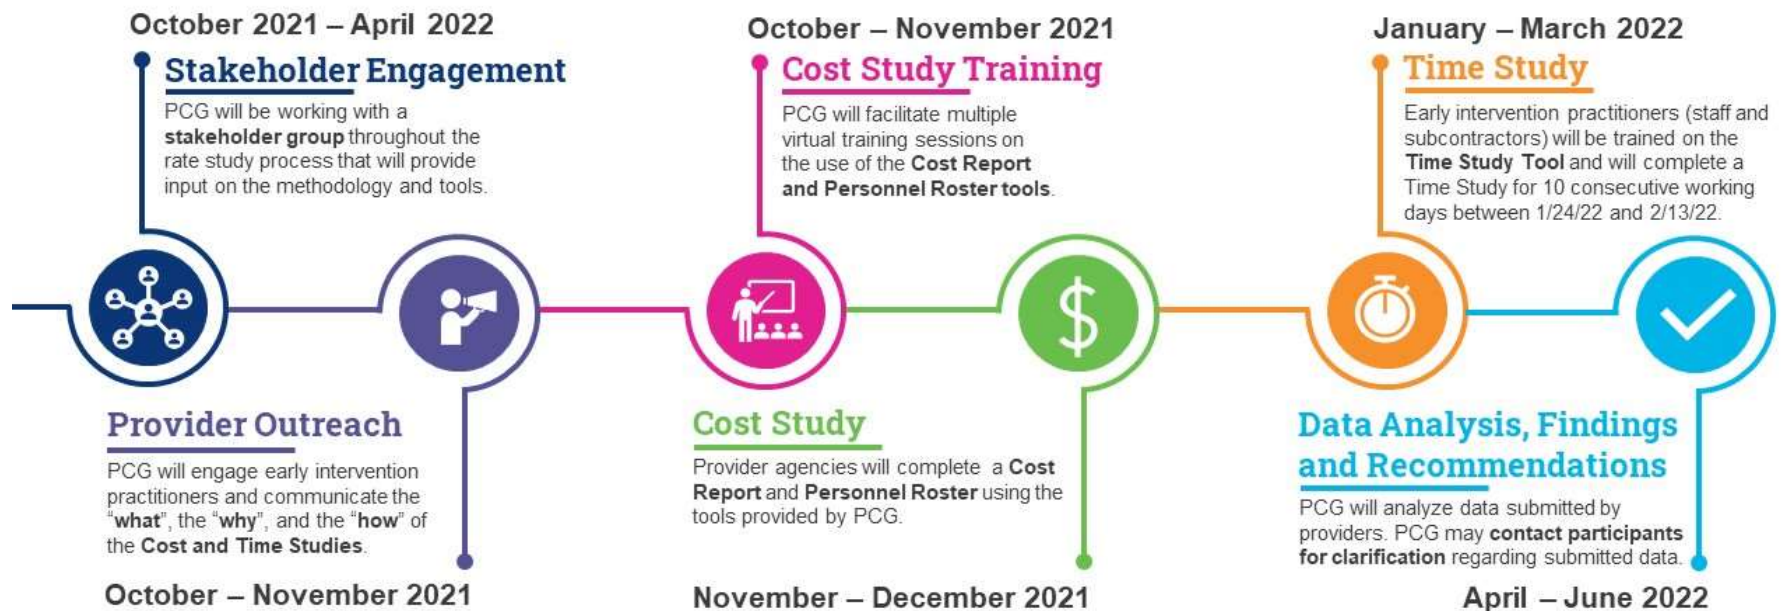 October 2021 – April 2022
Stakeholder Engagement
PCG will be working with a
stakeholder group throughout the
rate study process that will provide
input on the methodology and tools.
Provider Outreach
PCG will engage early intervention
practitioners and communicate the
“what”, the “why”, and the “how” of
the Cost and Time Studies.
October – November 2021
October – November 2021
Cost Study Training
PCG will facilitate multiple
virtual training sessions on
the use of the Cost Report
and Personnel Roster tools.
Cost Study
Provider agencies will complete a Cost
Report and Personnel Roster using the
tools provided by PCG.
November – December 2021
January – March 2022
Time Study
Early intervention practitioners (staff and
subcontractors) will be trained on the
Time Study Tool and will complete a
Time Study for 10 consecutive working
days between 1/24/22 and 2/13/22.
Data Analysis, Findings
and Recommendations
PCG will analyze data submitted by
providers. PCG may contact participants
for clarification regarding submitted data.
April – June 2022